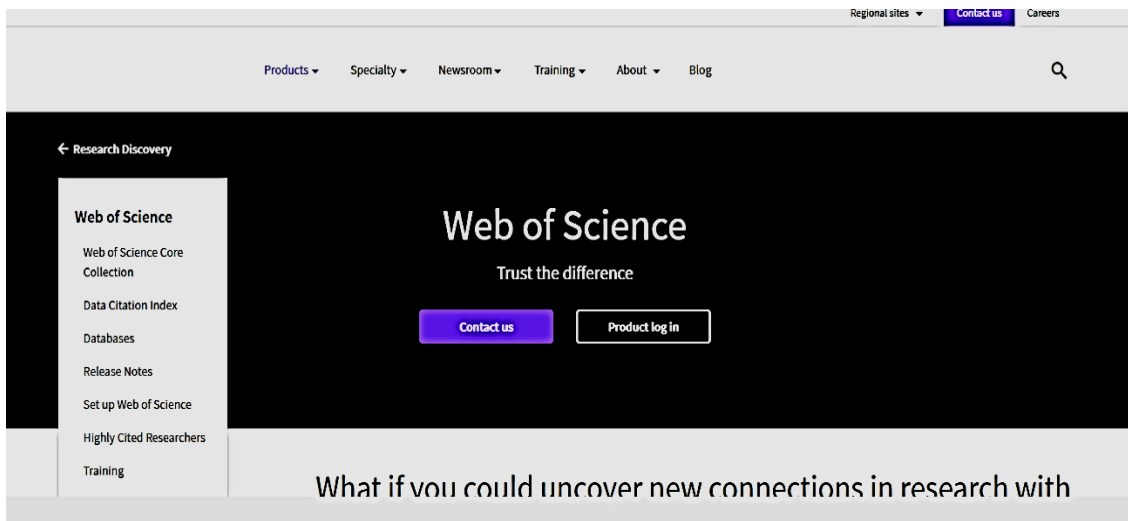 Regional sites Contact us Careers
Products Specialty Newsroom Training About Blog
Research Discovery
Web of Science
Web of Science Core
Collection
Data Citation Index
Databases
Release Notes
Set up Web of Science
Highly Cited Researchers
Training
Web of Science
Trust the difference
Contact us Product log in
What if you could uncover new connections in research with